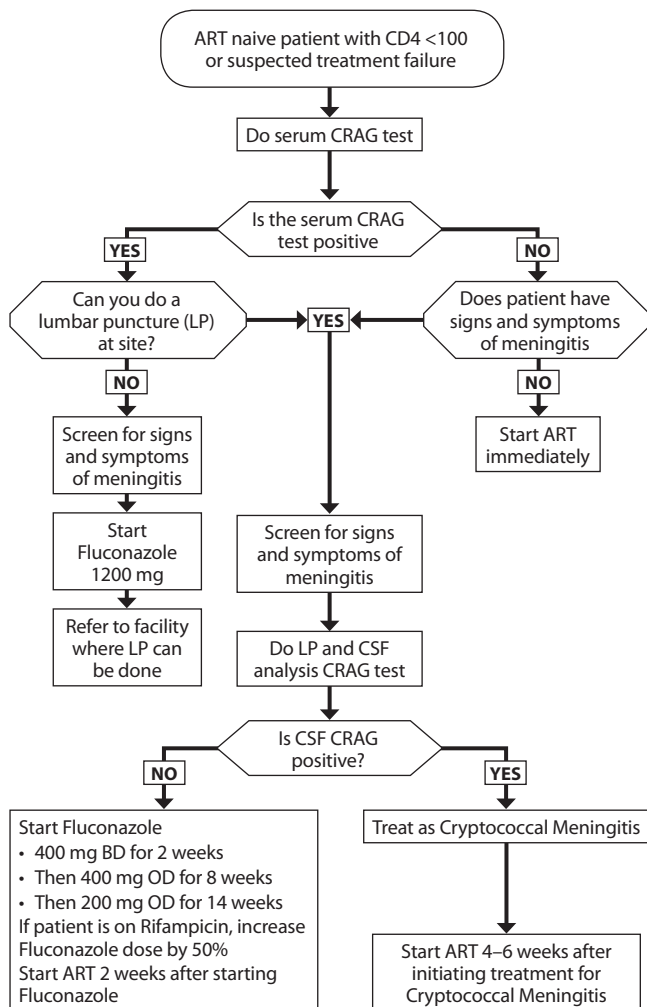 ART naive patient with CD4 <100
or suspected treatment failure
Do serum CRAG test
Is the serum CRAG
test positive
YES
NO
Can you do a
lumbar puncture (LP)
at site?
YES
Does patient have
signs and symptoms
of meningitis
NO
NO
Screen for signs
and symptoms
of meningitis
Start ART
immediately
Start
Fluconazole
1200 mg
Screen for signs
and symptoms of
meningitis
Refer to facility
where LP can
be done
Do LP and CSF
analysis CRAG test
Is CSF CRAG
positive?
NO
YES
Start Fluconazole
• 400 mg BD for 2 weeks
• Then 400 mg OD for 8 weeks
• Then 200 mg OD for 14 weeks
If patient is on Rifampicin, increase
Fluconazole dose by 50%
Start ART 2 weeks after starting
Fluconazole
Treat as Cryptococcal Meningitis
Start ART 4–6 weeks after
initiating treatment for
Cryptococcal Meningitis